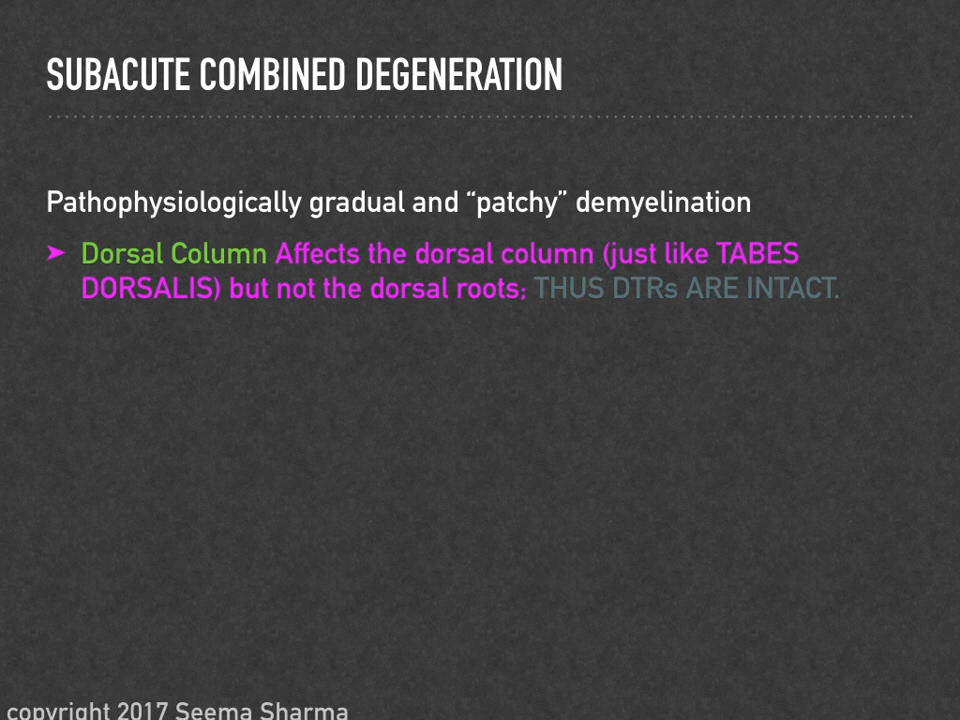 SUBACUTE COMBINED DEGENERATION
Pathophysiologically gradual and “patchy” demyelination
➤ Dorsal Column Affects the dorsal column (just like TABES
DORSALIS) but not the dorsal roots; THUS DTRs ARE INTACT.
copyright 2017 Seema Sharma